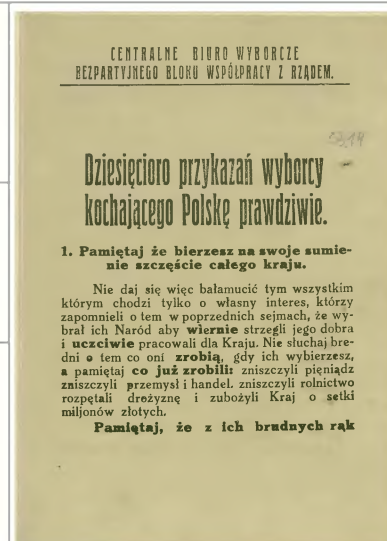 CENTRALNE BIURO WYBORCZE
BEZPARTYJNEGO BLOKU WSPÓŁPRACY Z RZĄDEM.
Dziesięcioro przykazań wyborcy
kochającego Polskę prawdziwie.
1. Pamiętaj że bierzesz na swoje sumie-
nie szczęście całego kraju.
Nie daj się więc bałamucić tym wszystkim
którym chodzi tylko o własny interes, którzy
zapomnieli o tem w poprzednich sejmach, że wy-
brał ich Naród aby wiernie strzegli jego dobra
i uczciwie pracowali dla Kraju. Nie słuchaj bre-
dni o tem co oni zrobią, gdy ich wybierzesz,
a pamiętaj co już zrobili: zniszczyli pieniądz
zniszczyli przemysł i handel. zniszczyli rolnictwo
rozpętali drożyznę i zubożyli Kraj o setki
miljonów złotych.
Pamiętaj, że z ich brudnych rąk